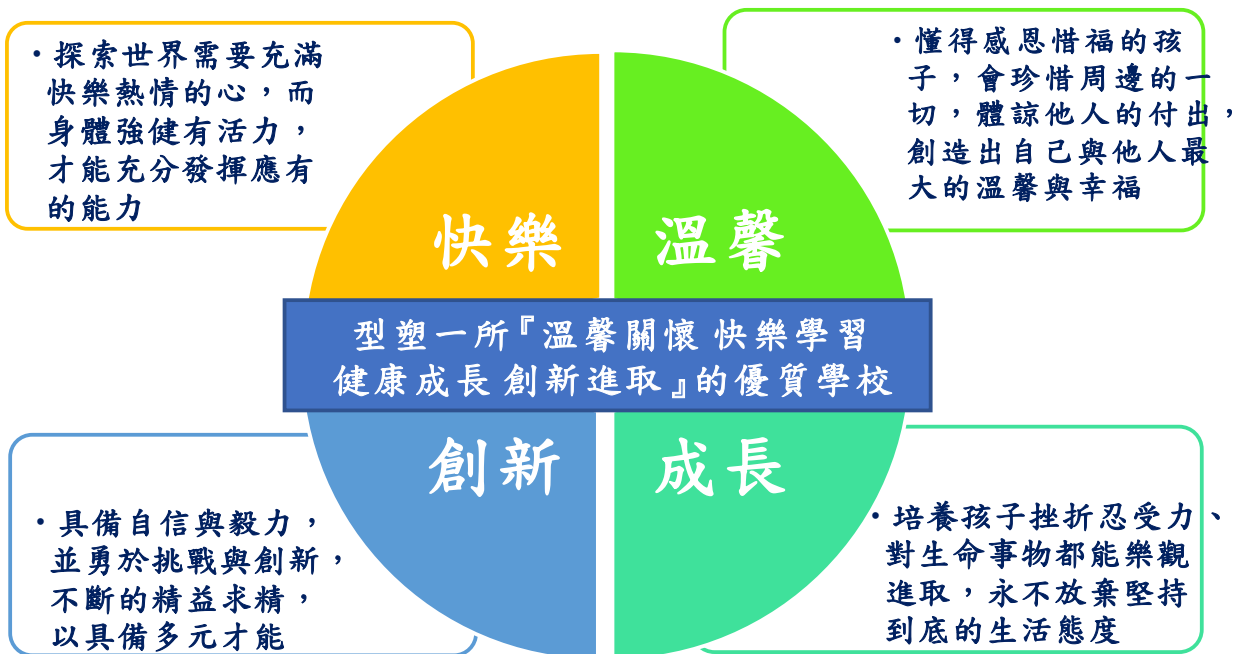 ・探索世界需要充滿
快樂熱情的心，而
身體強健有活力，
才能充分發揮應有
的能力
・懂得感恩惜福的孩
子，會珍惜周邊的一
切，體諒他人的付出，
創造出自己與他人最
大的溫馨與幸福
快樂
溫馨
型塑一所『溫馨關懷 快樂學習
健康成長 創新進取』的優質學校
創新
成長
・具備自信與毅力，
並勇於挑戰與創新，
不斷的精益求精，
以具備多元才能
・培養孩子挫折忍受力、
對生命事物都能樂觀
進取，永不放棄堅持
到底的生活態度